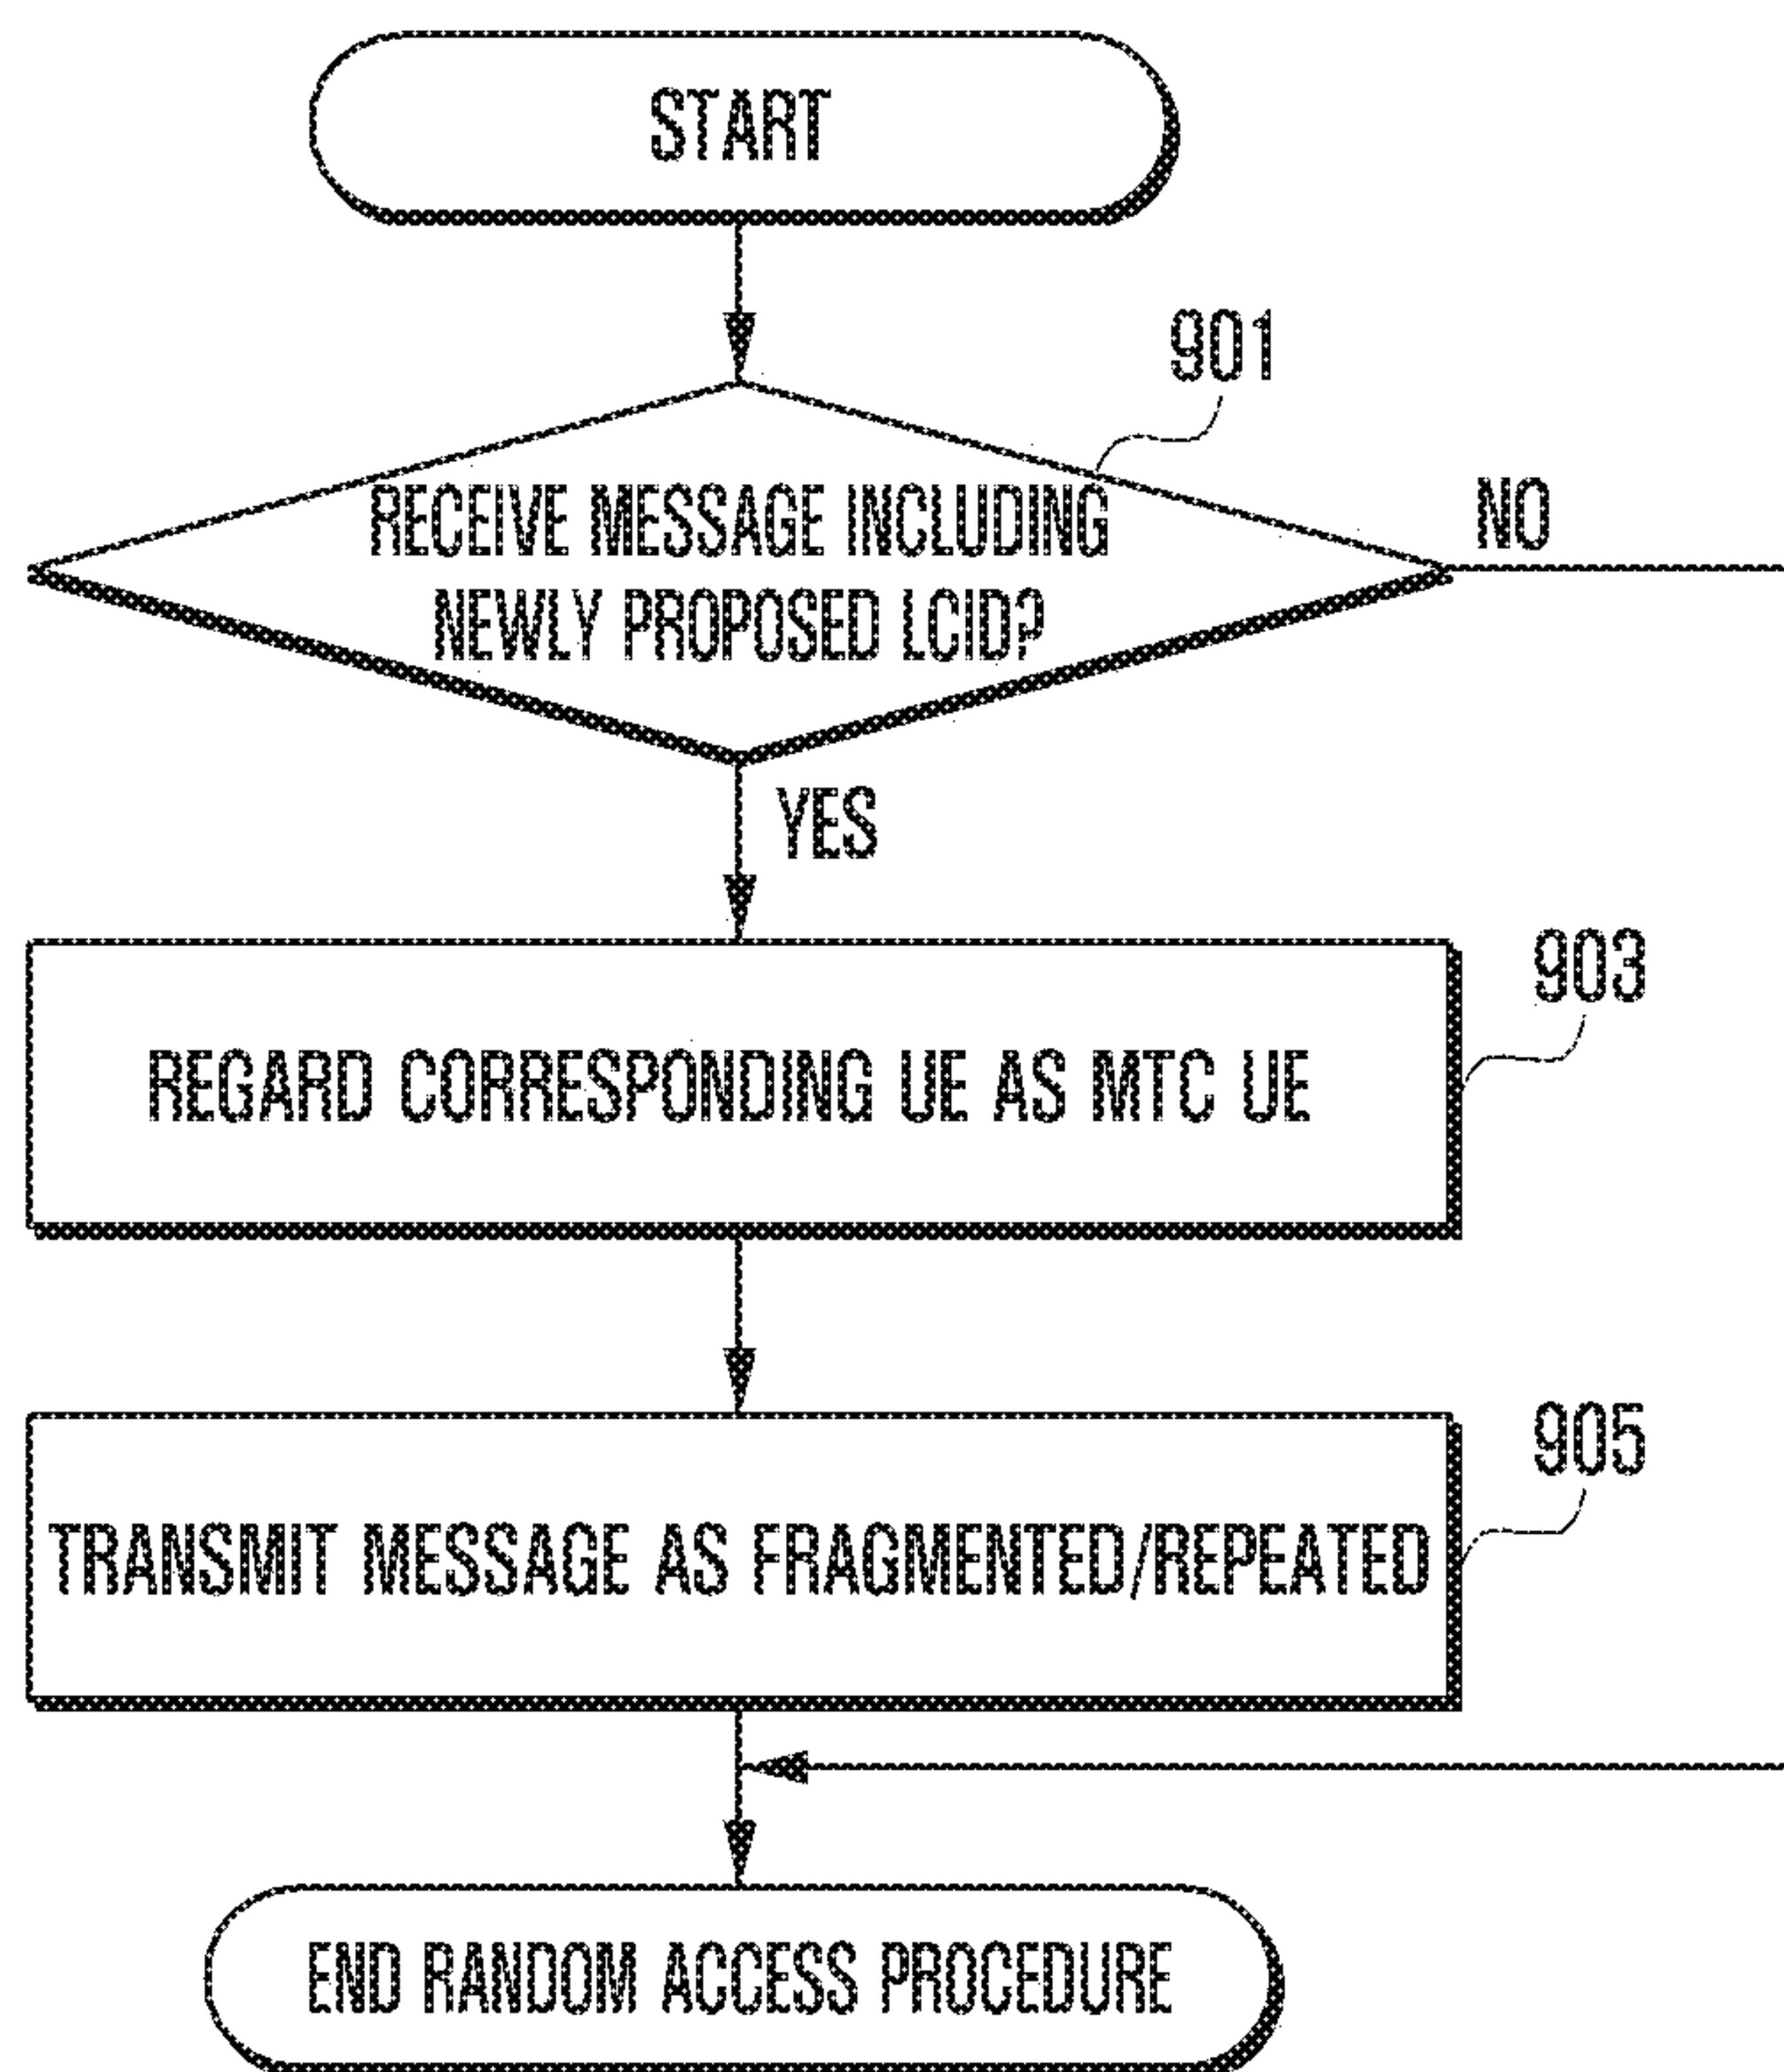 START
901
RECEIVE MESSAGE INCLUDING
NEWLY PROPOSED LCID?
NO
YES
903
REGARD CORRESPONDING UE AS MTC UE
905
TRANSMIT MESSAGE AS FRAGMENTED/REPEATED
END RANDOM ACCESS PROCEDURE